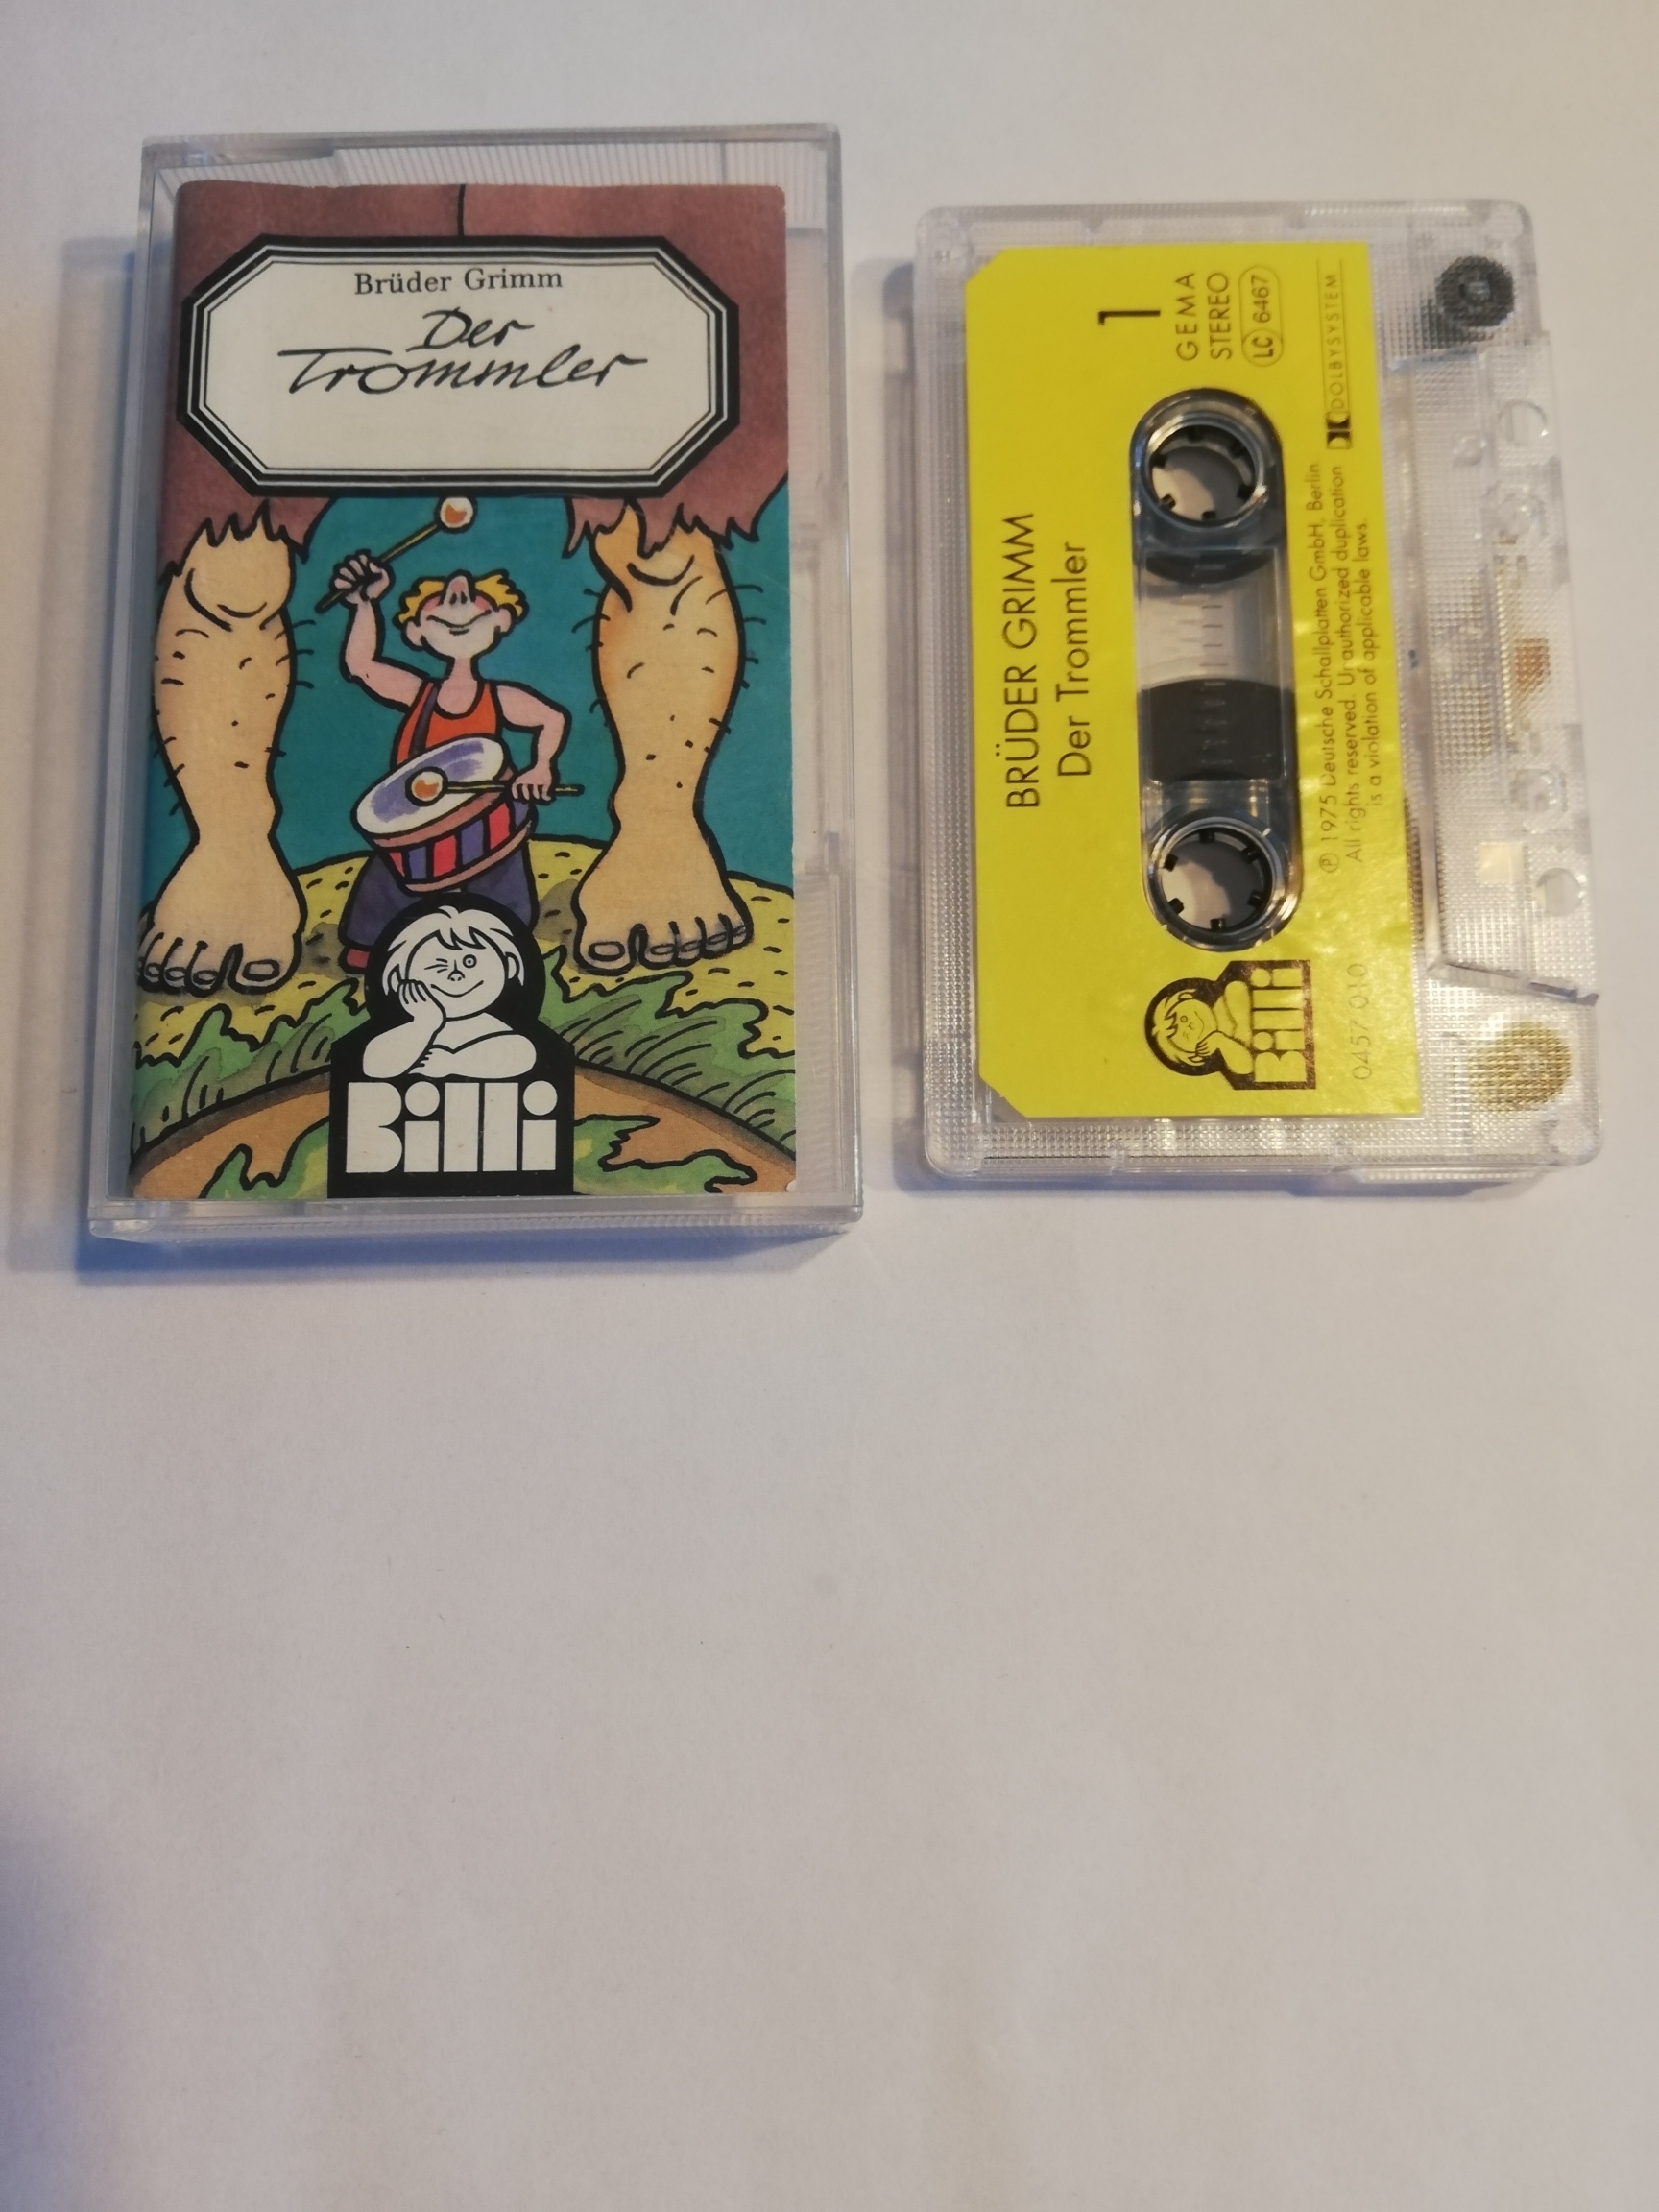 Brüder Grimm
Der
Trommler
Billi
BRÜDER GRIMM
Der Trommler
1
GEMA
STEREO
LC 6467
DOLBYSYSTEM
℗ 1975 Deutsche Schallplatten GmbH, Berlin
All rights reserved. Unauthorized duplication
is a violation of applicable laws.
Billi
0457 010